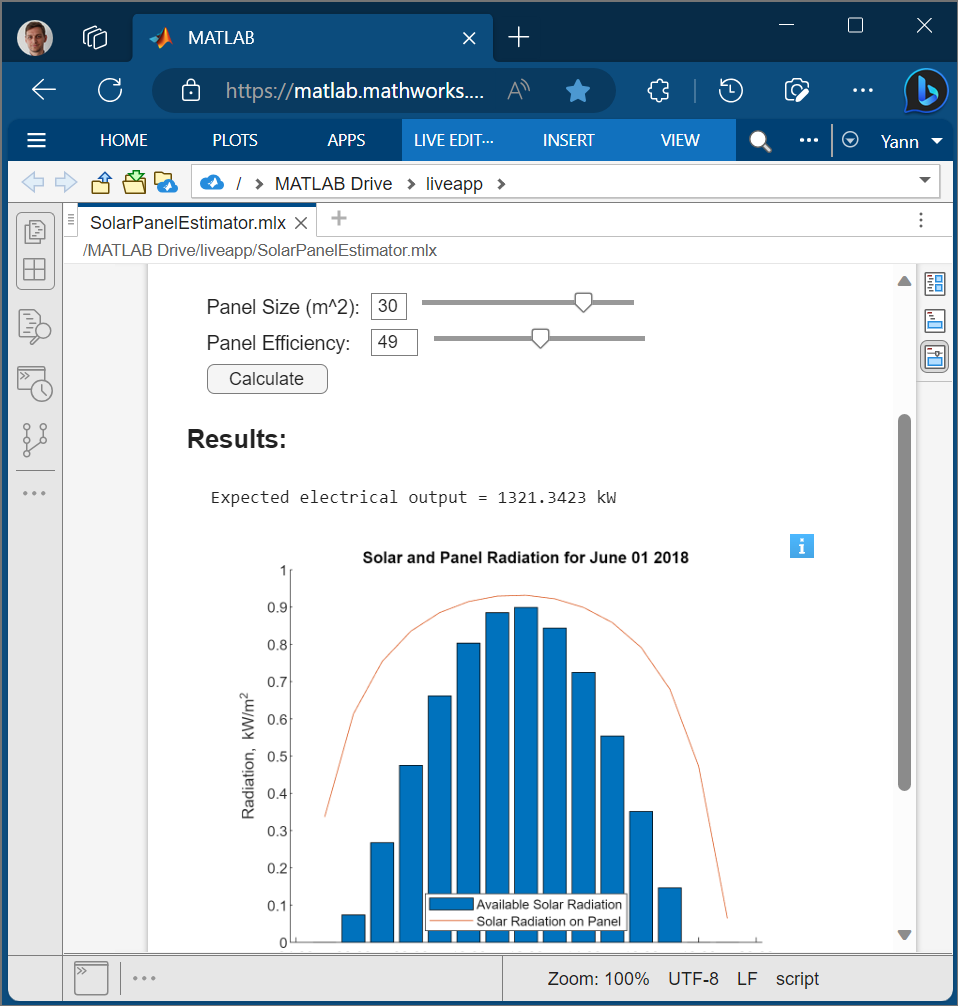 MATLAB
https://matlab.mathworks....
HOME PLOTS APPS LIVE EDIT... INSERT VIEW Yann
/ > MATLAB Drive > liveapp >
SolarPanelEstimator.mlx
/MATLAB Drive/liveapp/SolarPanelEstimator.mlx
Panel Size (m^2): 30
Panel Efficiency: 49
Calculate
Results:
Expected electrical output = 1321.3423 kW
Solar and Panel Radiation for June 01 2018
1
0.9
0.8
0.7
0.6
0.5
0.4
0.3
0.2
0.1
0
Radiation, kW/m²
Available Solar Radiation
Solar Radiation on Panel
Zoom: 100% UTF-8 LF script